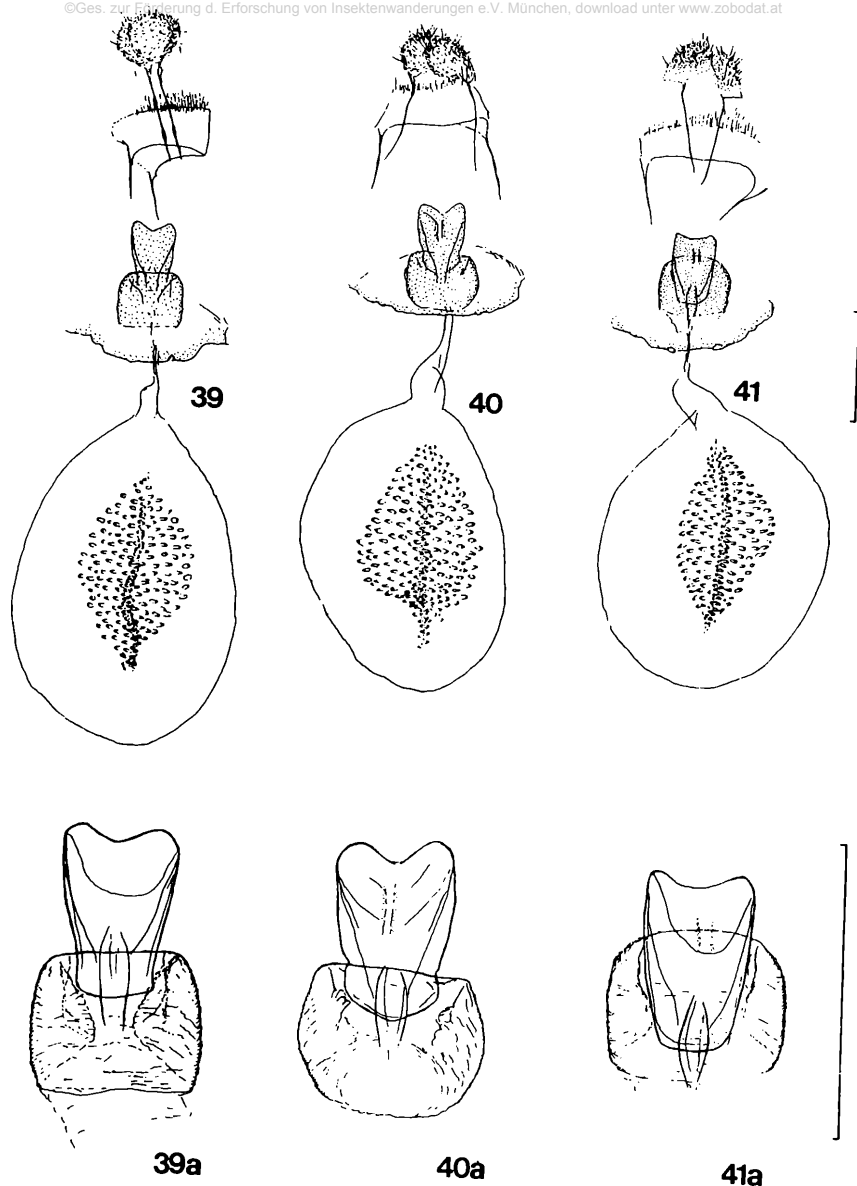 ©Ges. zur Förderung d. Erforschung von Insektenwanderungen e.V. München, download unter www.zobodat.at
39
40
41
39a
40a
41a